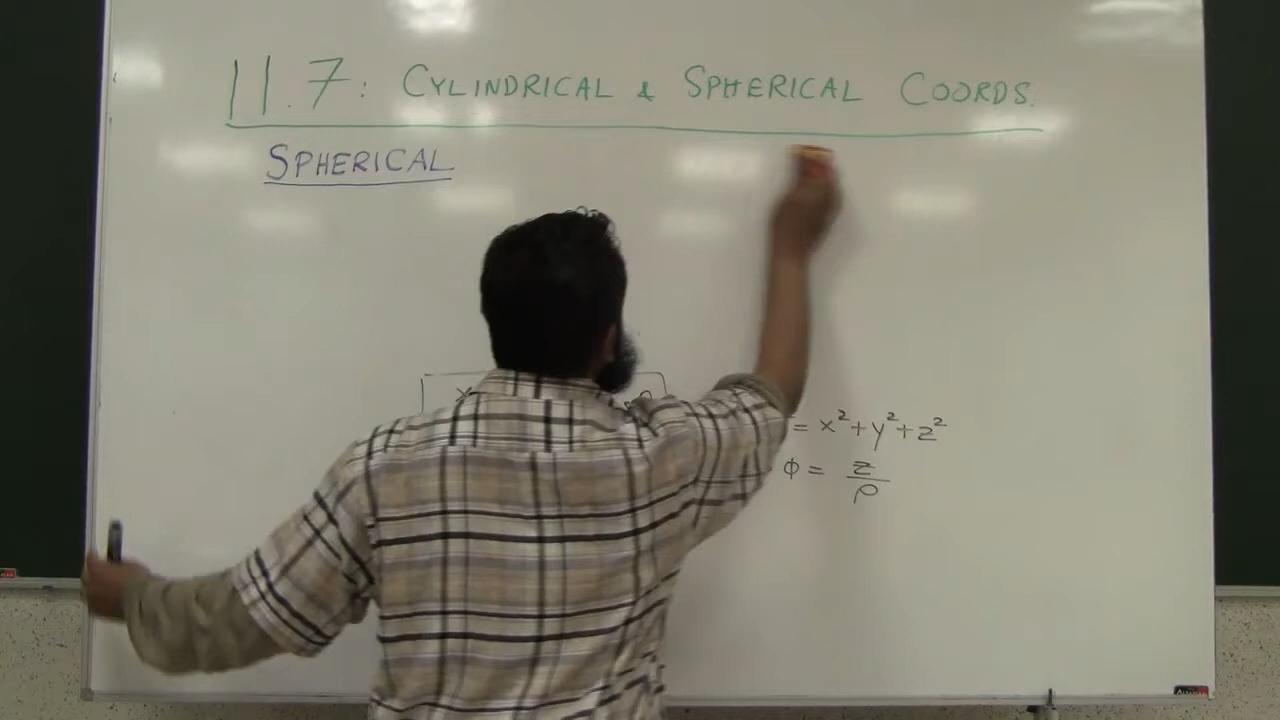 11.7: CYLINDRICAL & SPHERICAL COORDS.
SPHERICAL
x
= x²+y²+z²
φ = z/ρ